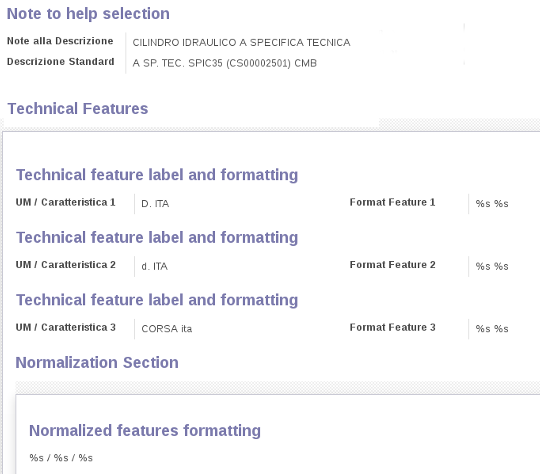 Note to help selection
Note alla Descrizione CILINDRO IDRAULICO A SPECIFICA TECNICA
Descrizione Standard A SP. TEC. SPIC35 (CS00002501) CMB
Technical Features
Technical feature label and formatting
UM / Caratteristica 1 D. ITA Format Feature 1 %s %s
Technical feature label and formatting
UM / Caratteristica 2 d. ITA Format Feature 2 %s %s
Technical feature label and formatting
UM / Caratteristica 3 CORSA ita Format Feature 3 %s %s
Normalization Section
Normalized features formatting
%s / %s / %s